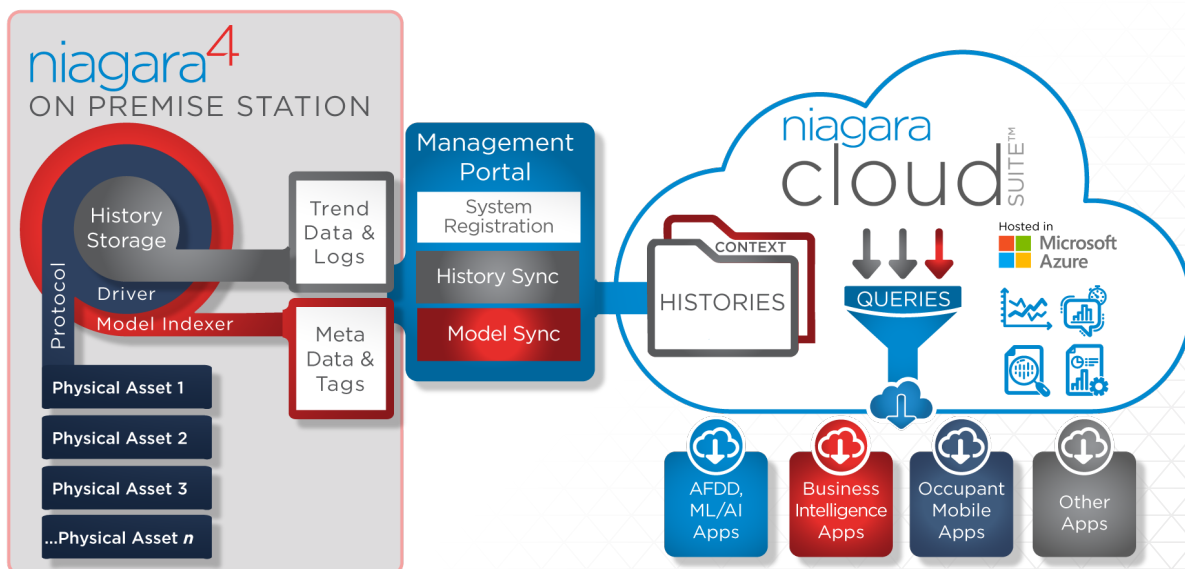 niagara4
ON PREMISE STATION
History
Storage
Protocol
Driver
Model Indexer
Physical Asset 1
Physical Asset 2
Physical Asset 3
...Physical Asset n
Trend
Data &
Logs
Meta
Data &
Tags
Management
Portal
System
Registration
History Sync
Model Sync
niagara
cloud
SUITE™
CONTEXT
HISTORIES
QUERIES
Hosted in
Microsoft
Azure
AFDD,
ML/AI
Apps
Business
Intelligence
Apps
Occupant
Mobile
Apps
Other
Apps